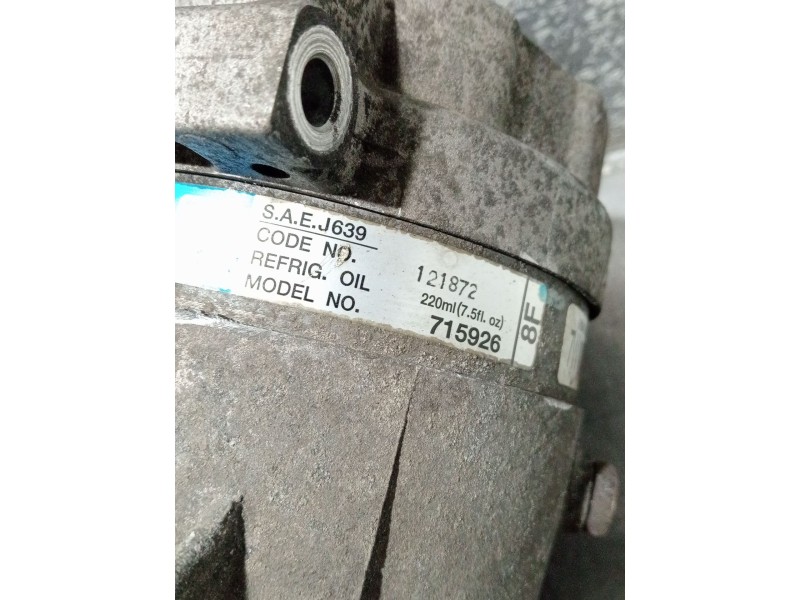 S.A.E.J639
CODE NO. 121872
REFRIG. OIL 220ml(7.5fl. oz)
MODEL NO. 715926
8F